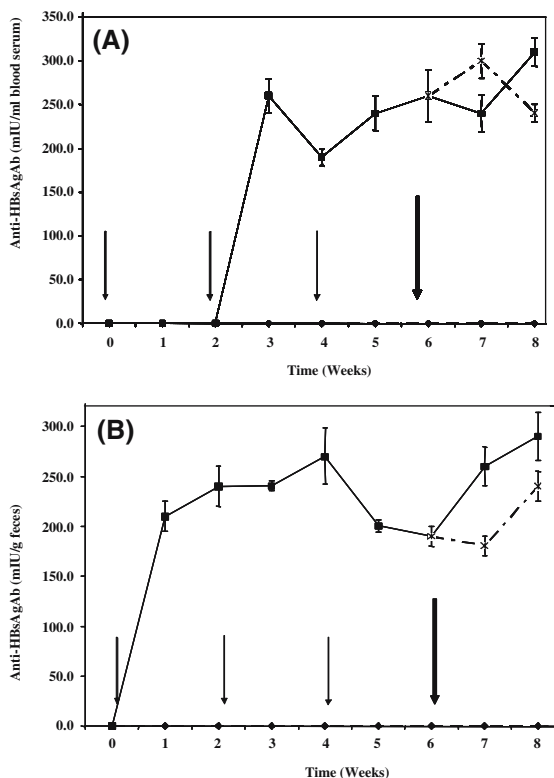 (A)
Anti-HBsAgAb (mIU/ml blood serum)
350.0
300.0
250.0
200.0
150.0
100.0
50.0
0.0
0 1 2 3 4 5 6 7 8
Time (Weeks)
(B)
Anti-HBsAgAb (mIU/g feces)
300.0
250.0
200.0
150.0
100.0
50.0
0.0
0 1 2 3 4 5 6 7 8
Time (Weeks)